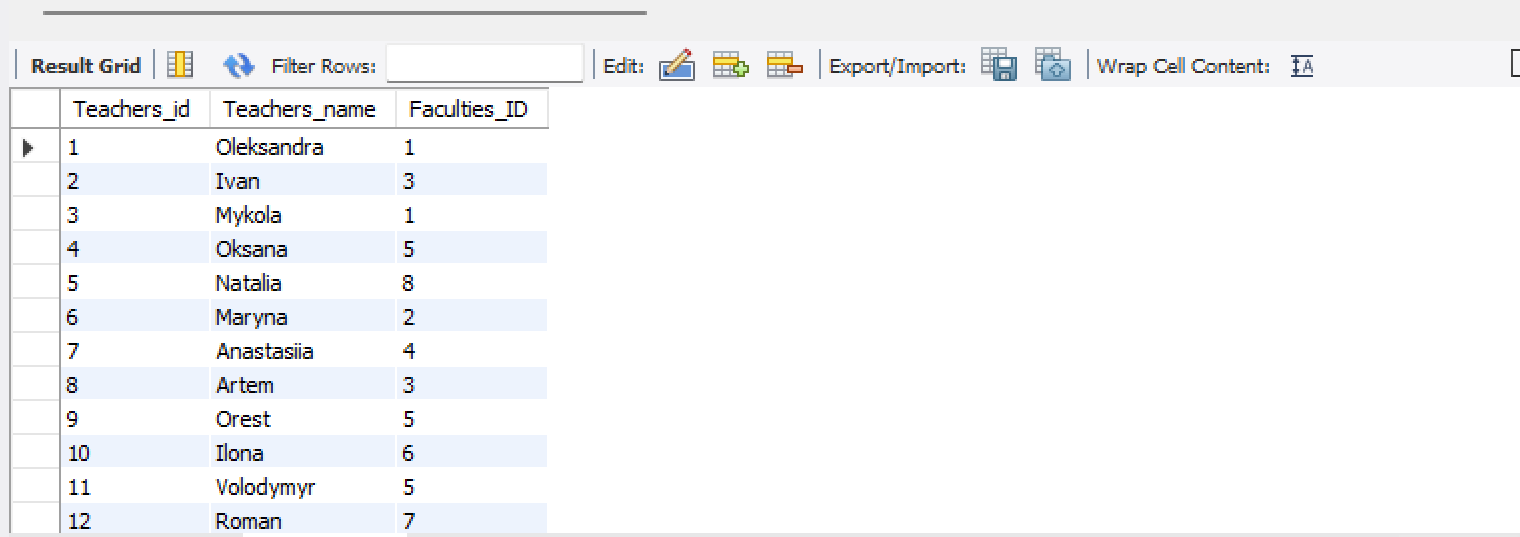 Result Grid Filter Rows: Edit: Export/Import: Wrap Cell Content: IA
Teachers_id Teachers_name Faculties_ID
1 Oleksandra 1
2 Ivan 3
3 Mykola 1
4 Oksana 5
5 Natalia 8
6 Maryna 2
7 Anastasiia 4
8 Artem 3
9 Orest 5
10 Ilona 6
11 Volodymyr 5
12 Roman 7